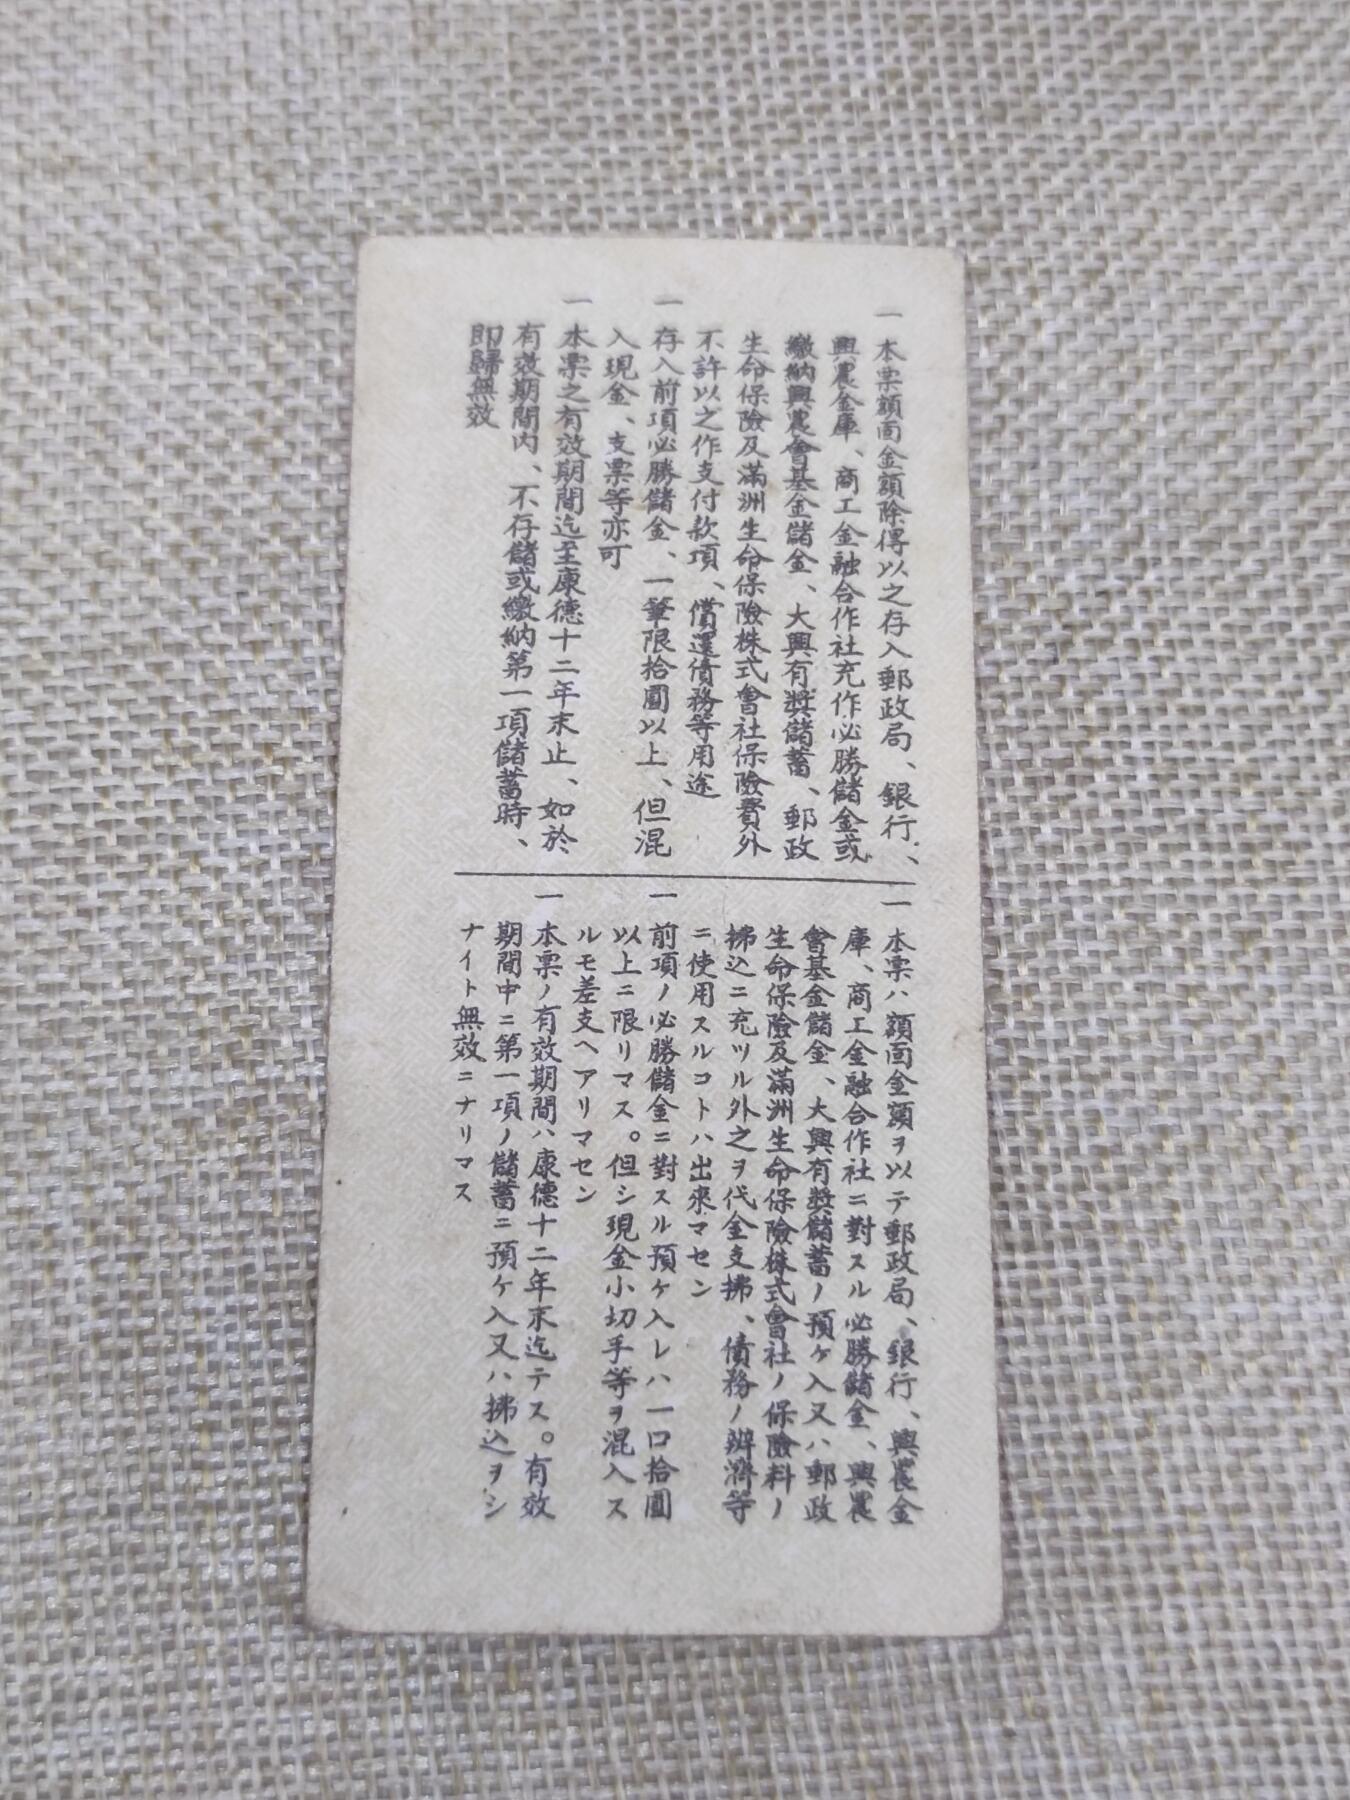 一 本票額面金額除得以之存入郵政局、銀行、
興農金庫、商工金融合作社充作必勝儲金或
繳納興農會基金儲金、大興有奬儲蓄、郵政
生命保險及滿洲生命保險株式會社保險費外
不許以之作支付款項、償還債務等用途
一 存入前項必勝儲金、一筆限拾圓以上、但混
入現金、支票等亦可
一 本票之有效期間迄至康德十二年末止、如於
有效期間内、不存儲或繳納第一項儲蓄時、
即歸無效
一 本票ハ額面金額ヲ以テ郵政局、銀行、興農金
庫、商工金融合作社ニ對スル必勝儲金、興農
會基金儲金、大興有奬儲蓄ノ預ケ入又ハ郵政
生命保險及滿洲生命保險株式會社ノ保險料ノ
拂込ニ充ツル外之ヲ代金支拂、債務ノ辨濟等
ニ使用スルコトハ出來マセン
一 前項ノ必勝儲金ニ對スル預ケ入レハ一口拾圓
以上ニ限リマス。但シ現金小切手等ヲ混入ス
ルモ差支ヘアリマセン
一 本票ノ有效期間ハ康德十二年末迄テス。有效
期間中ニ第一項ノ儲蓄ニ預ケ入又ハ拂込ヲシ
ナイト無效ニナリマス